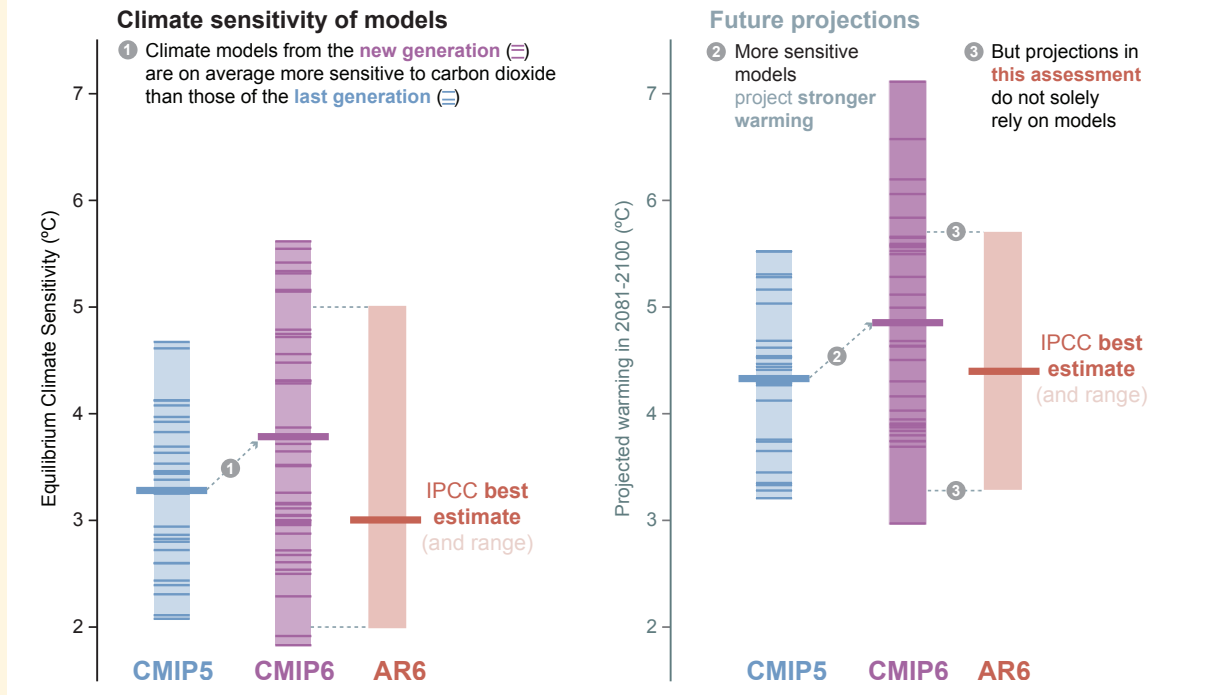 Climate sensitivity of models
1 Climate models from the new generation (
) are on average more sensitive to carbon dioxide
than those of the last generation (
)
Equilibrium Climate Sensitivity (ºC)
7
6
5
4
3
2
1
IPCC best
estimate
(and range)
CMIP5
CMIP6
AR6
Future projections
2 More sensitive
models
project stronger
warming
3 But projections in
this assessment
do not solely
rely on models
Projected warming in 2081-2100 (ºC)
7
6
5
4
3
2
3
2
3
IPCC best
estimate
(and range)
CMIP5
CMIP6
AR6